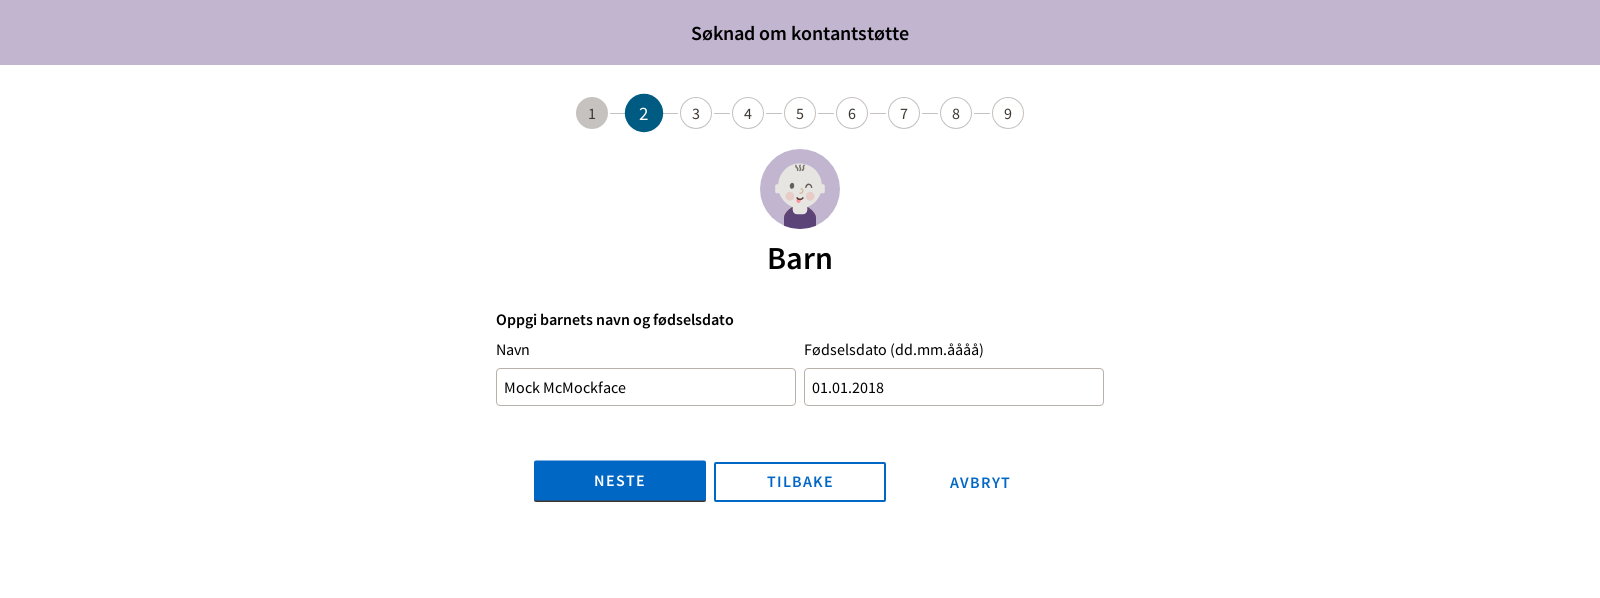 Søknad om kontantstøtte
1 2 3 4 5 6 7 8 9
Barn
Oppgi barnets navn og fødselsdato
Navn Fødselsdato (dd.mm.åååå)
Mock McMockface 01.01.2018
NESTE TILBAKE AVBRYT